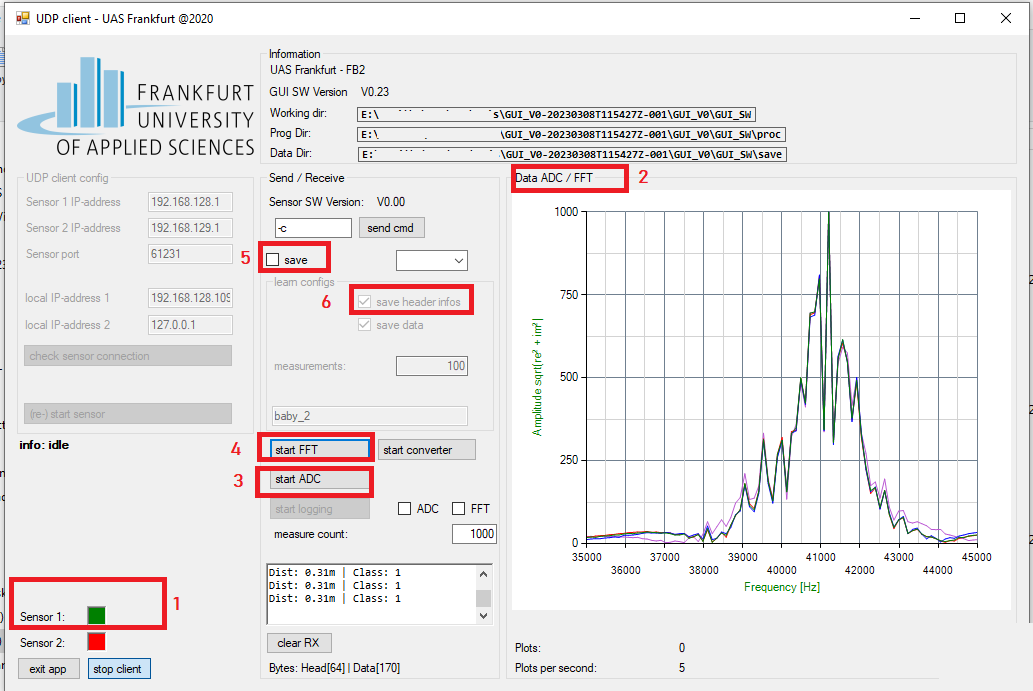 UDP client - UAS Frankfurt @2020
FRANKFURT
UNIVERSITY
OF APPLIED SCIENCES
Information
UAS Frankfurt - FB2
GUI SW Version V0.23
Working dir: E:\ s\GUI_V0-20230308T115427Z-001\GUI_V0\GUI_SW
Prog Dir: E:\ \GUI_V0-20230308T115427Z-001\GUI_V0\GUI_SW\proc
Data Dir: E: \GUI_V0-20230308T115427Z-001\GUI_V0\GUI_SW\save
UDP client config
Sensor 1 IP-address 192.168.128.1
Sensor 2 IP-address 192.168.129.1
Sensor port 61231
local IP-address 1 192.168.128.109
local IP-address 2 127.0.0.1
check sensor connection
(re-) start sensor
info: idle
1
Sensor 1:
Sensor 2:
exit app stop client
Send / Receive
Sensor SW Version: V0.00
-c send cmd
5 save
learn configs
6 save header infos
save data
measurements: 100
baby_2
4 start FFT start converter
3 start ADC
start logging ADC FFT
measure count: 1000
Dist: 0.31m | Class: 1
Dist: 0.31m | Class: 1
Dist: 0.31m | Class: 1
clear RX
Bytes: Head[64] | Data[170]
Data ADC / FFT 2
1000
750
500
250
0
Amplitude sqrt[re² + im²]
35000 37000 39000 41000 43000 45000
36000 38000 40000 42000 44000
Frequency [Hz]
Plots: 0
Plots per second: 5